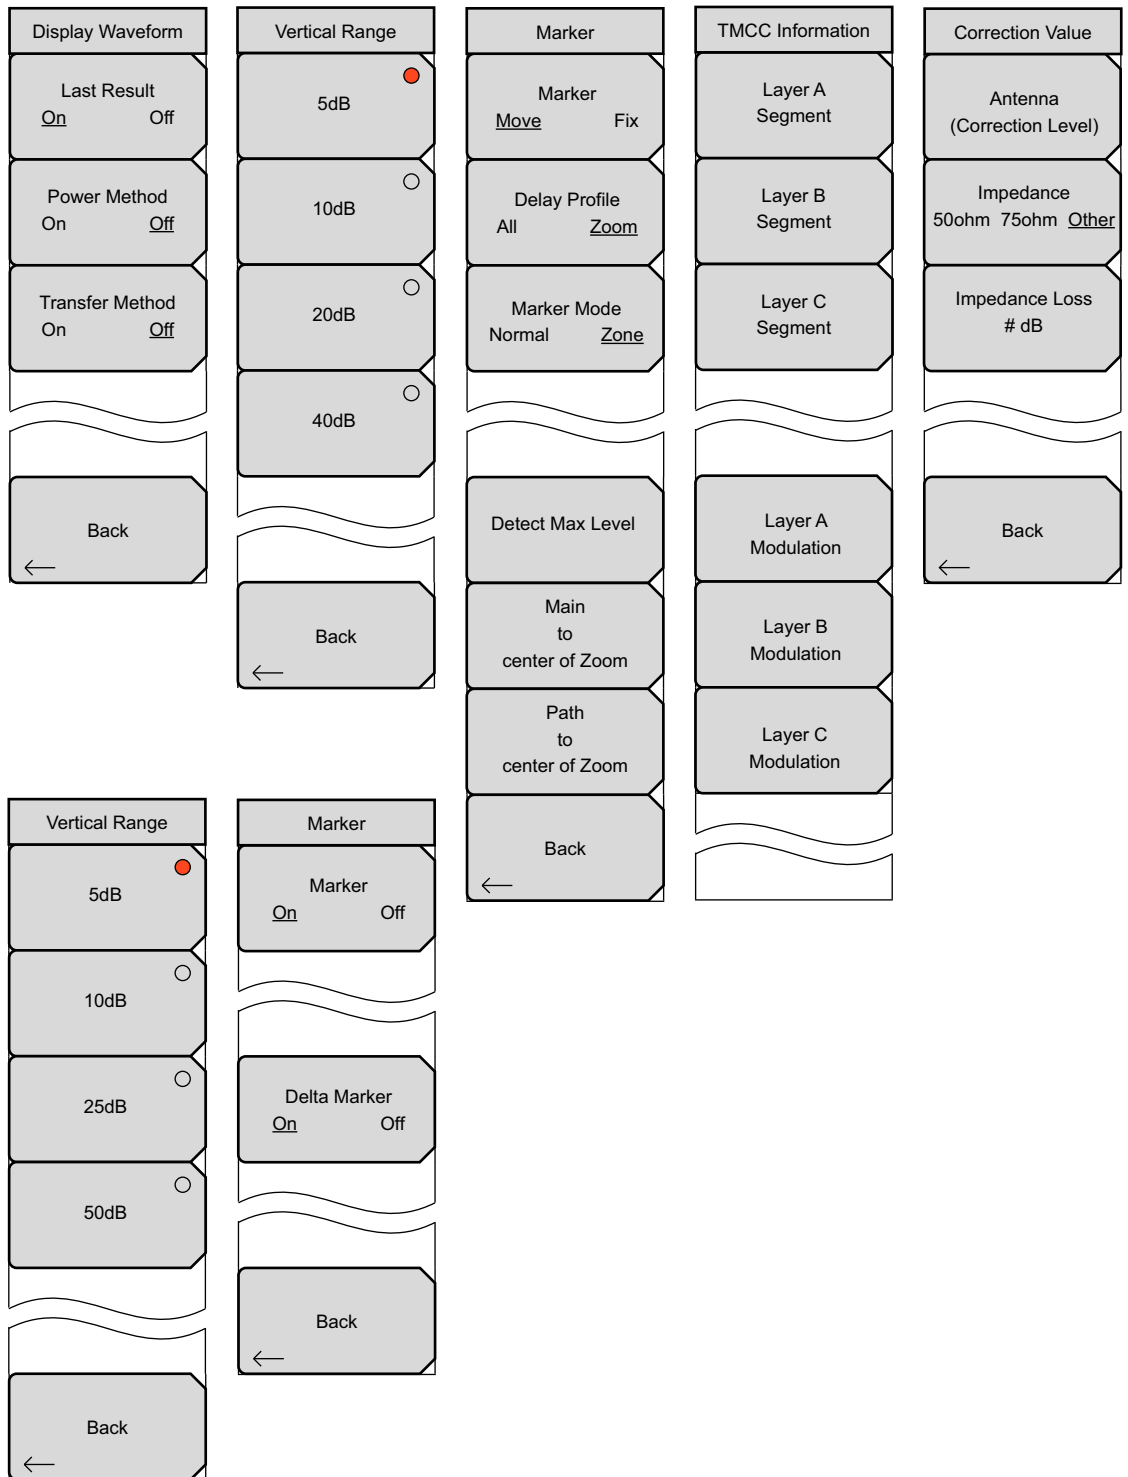 Display Waveform
Last Result
On Off
Power Method
On Off
Transfer Method
On Off
Back
Vertical Range
5dB
10dB
20dB
40dB
Back
Marker
Marker
Move Fix
Delay Profile
All Zoom
Marker Mode
Normal Zone
Detect Max Level
Main
to
center of Zoom
Path
to
center of Zoom
Back
TMCC Information
Layer A
Segment
Layer B
Segment
Layer C
Segment
Layer A
Modulation
Layer B
Modulation
Layer C
Modulation
Correction Value
Antenna
(Correction Level)
Impedance
50ohm 75ohm Other
Impedance Loss
# dB
Back
Vertical Range
5dB
10dB
25dB
50dB
Back
Marker
Marker
On Off
Delta Marker
On Off
Back